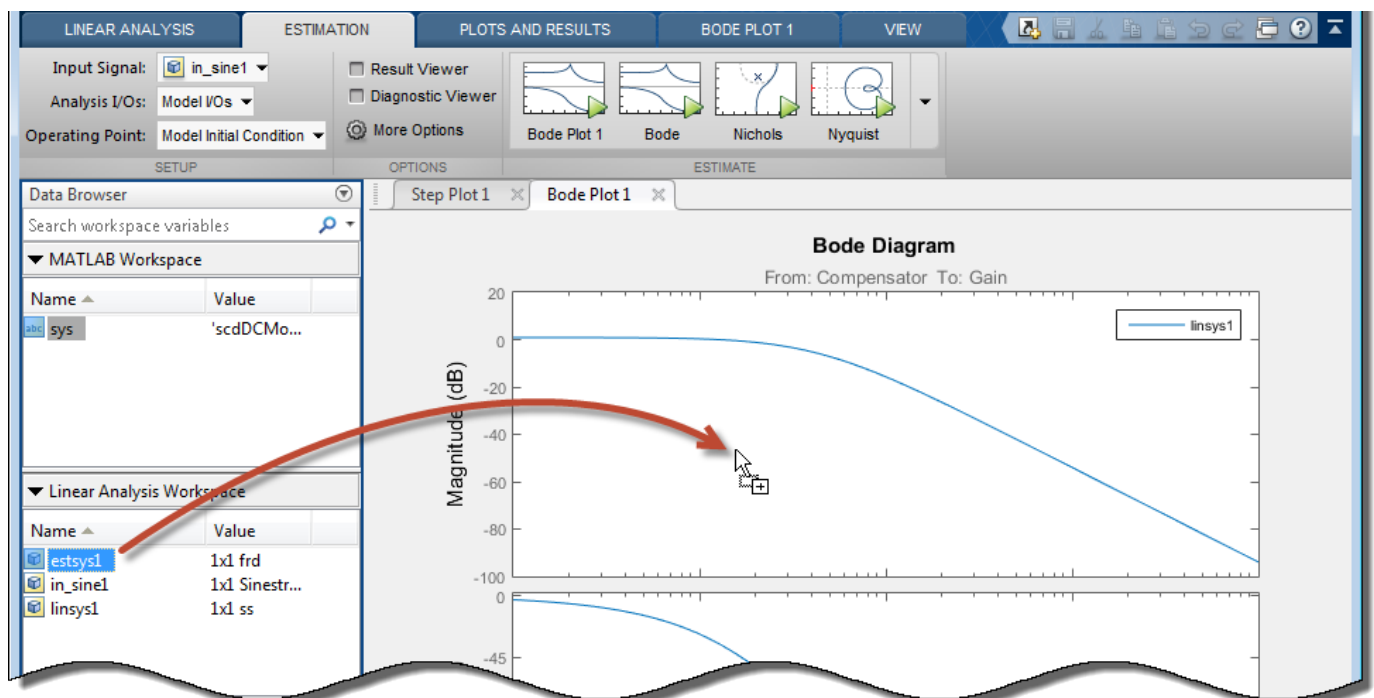 LINEAR ANALYSIS ESTIMATION PLOTS AND RESULTS BODE PLOT 1 VIEW
Input Signal: in_sine1
Analysis I/Os: Model I/Os
Operating Point: Model Initial Condition
SETUP
Result Viewer
Diagnostic Viewer
More Options
OPTIONS
Bode Plot 1 Bode Nichols Nyquist
ESTIMATE
Data Browser
Search workspace variables
MATLAB Workspace
Name Value
abc sys 'scdDCMo...
Linear Analysis Workspace
Name Value
estsys1 1x1 frd
in_sine1 1x1 Sinestr...
linsys1 1x1 ss
Step Plot 1 Bode Plot 1
Bode Diagram
From: Compensator To: Gain
Magnitude (dB)
20
0
-20
-40
-60
-80
-100
0
-45
linsys1